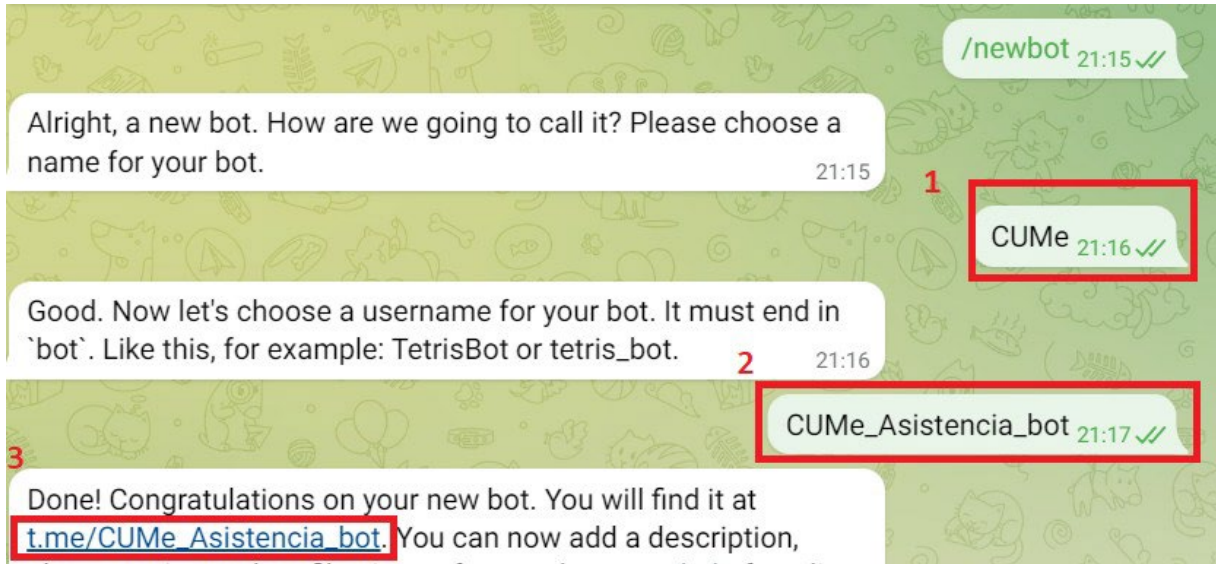 /newbot 21:15
Alright, a new bot. How are we going to call it? Please choose a
name for your bot.
21:15
1
CUMe 21:16
Good. Now let's choose a username for your bot. It must end in
`bot`. Like this, for example: TetrisBot or tetris_bot.
21:16
2
CUMe_Asistencia_bot 21:17
3
Done! Congratulations on your new bot. You will find it at
t.me/CUMe_Asistencia_bot. You can now add a description,